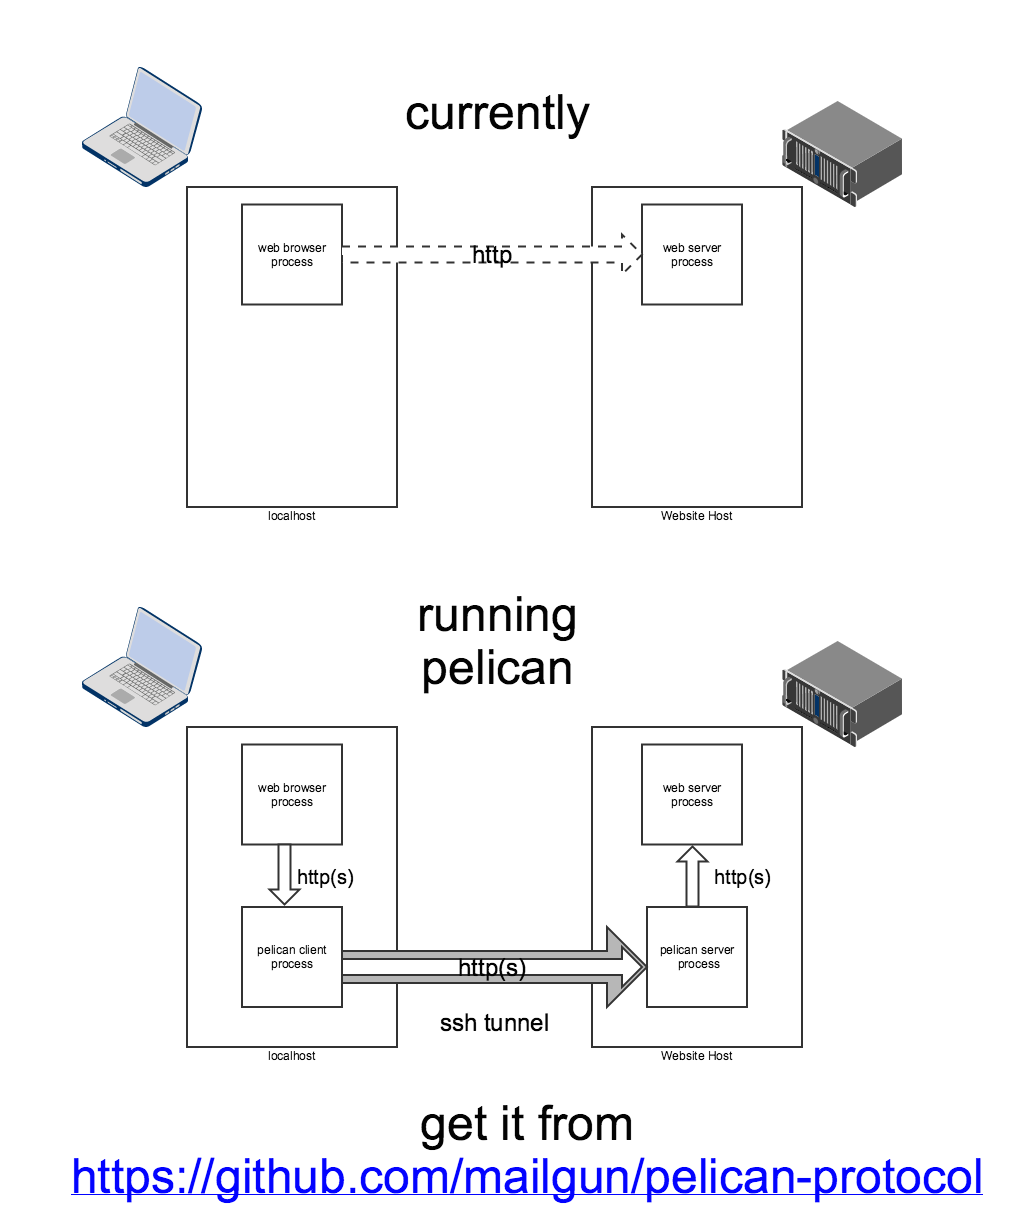 currently
web browser
process
http
web server
process
localhost
Website Host
running
pelican
web browser
process
web server
process
http(s)
http(s)
pelican client
process
http(s)
pelican server
process
ssh tunnel
localhost
Website Host
get it from
https://github.com/mailgun/pelican-protocol